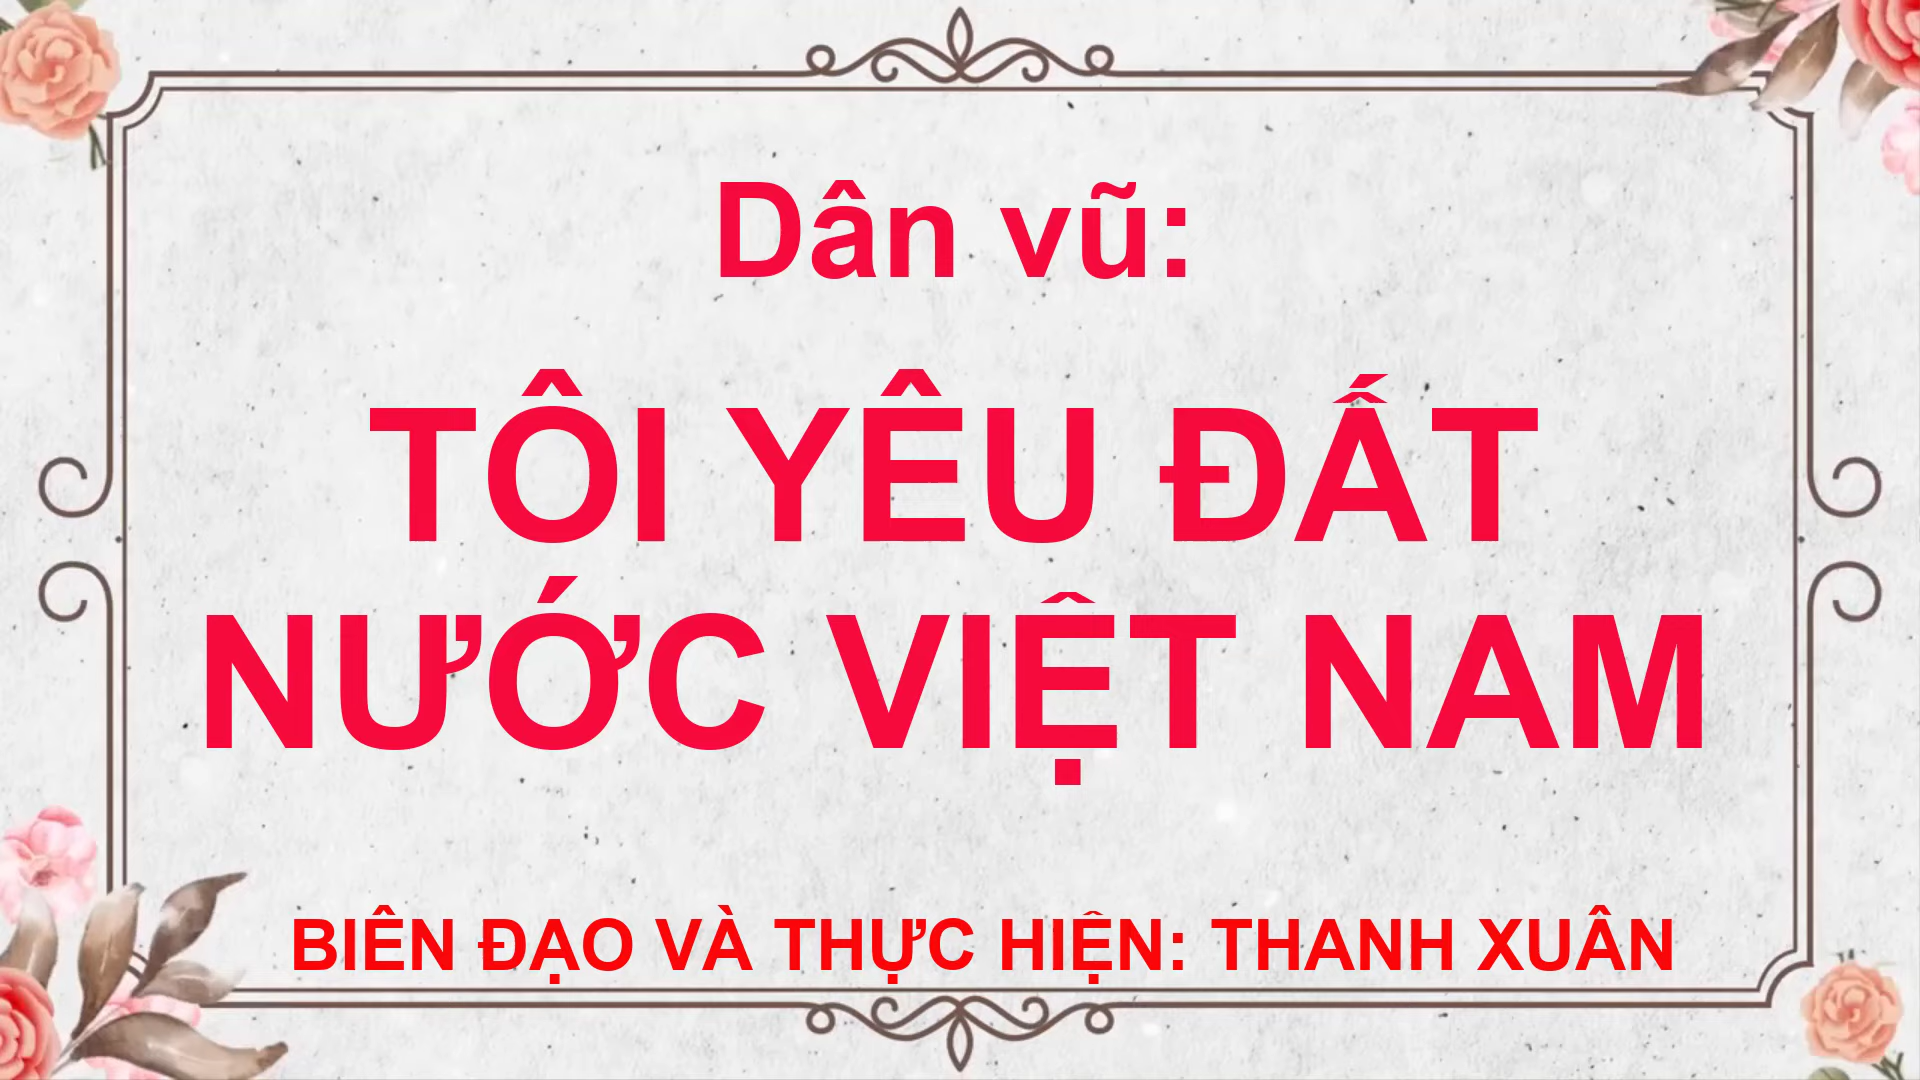 Dân vũ:
TÔI YÊU ĐẤT
NƯỚC VIỆT NAM
BIÊN ĐẠO VÀ THỰC HIỆN: THANH XUÂN